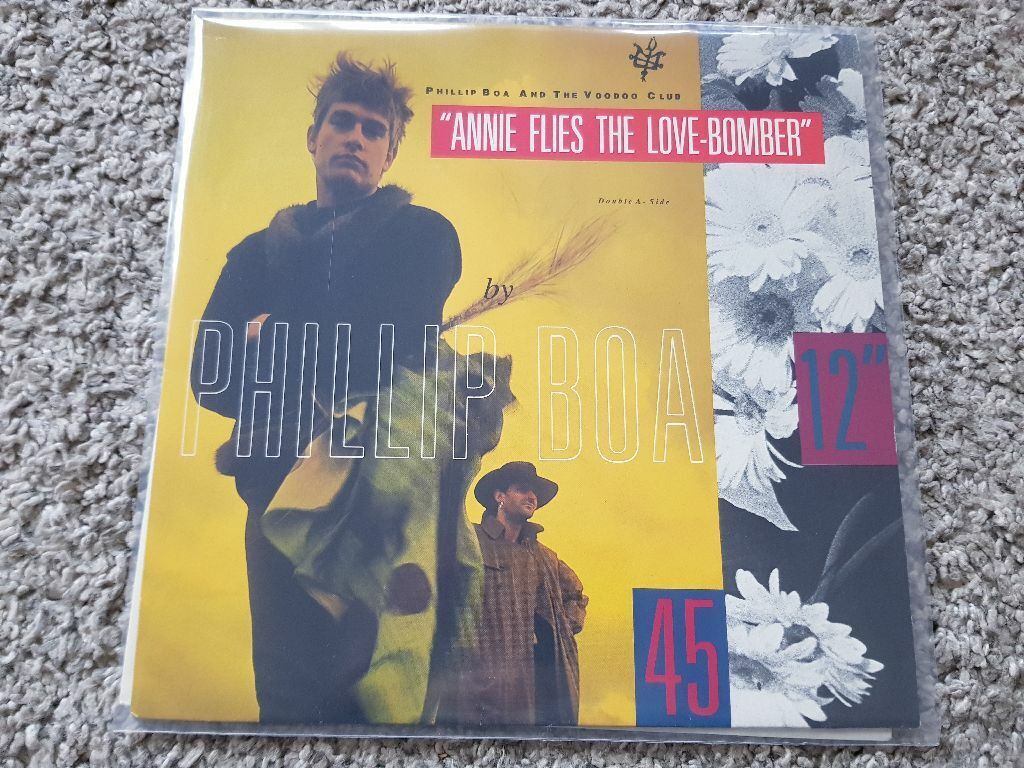 PHILLIP BOA AND THE VOODOO CLUB
"ANNIE FLIES THE LOVE-BOMBER"
Double A-Side
by
PHILLIP BOA
12"
45